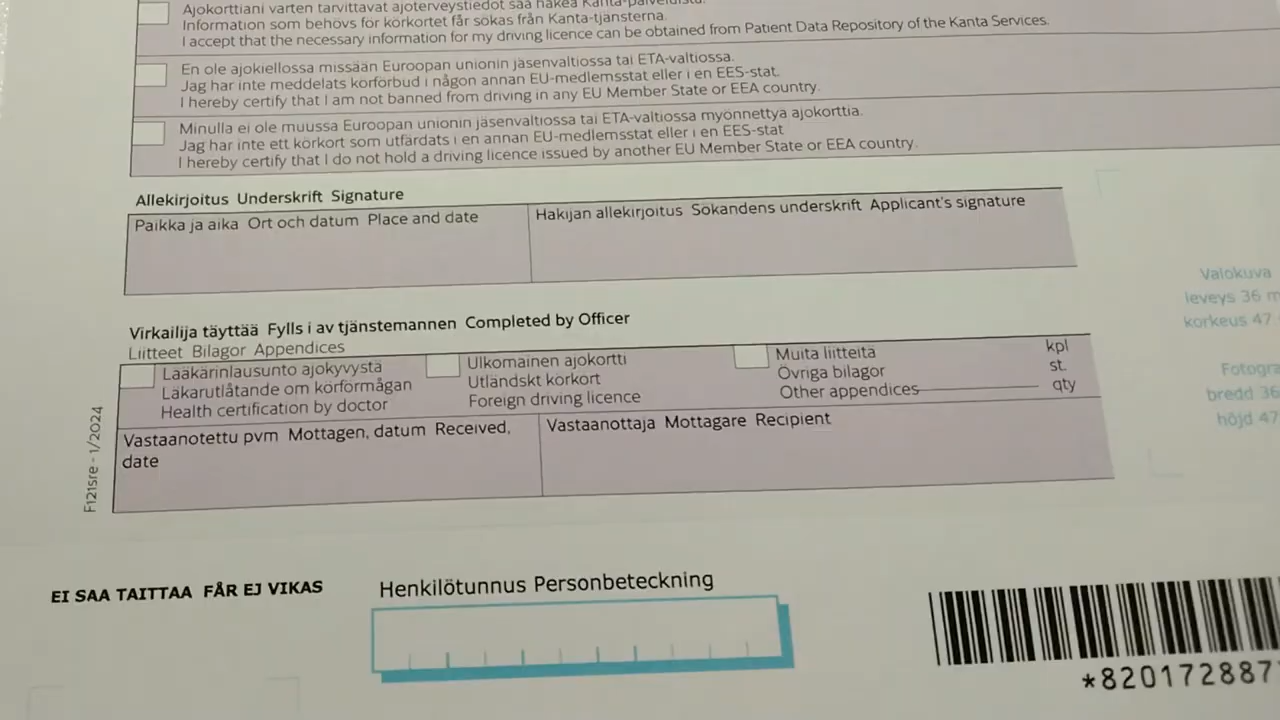 Ajokorttiani varten tarvittavat ajoterveystiedot saa hakea Kanta-palveluista.
Information som behövs för körkortet får sökas från Kanta-tjänsterna.
I accept that the necessary information for my driving licence can be obtained from Patient Data Repository of the Kanta Services.
En ole ajokiellossa missään Euroopan unionin jäsenvaltiossa tai ETA-valtiossa.
Jag har inte meddelats körförbud i någon annan EU-medlemsstat eller i en EES-stat.
I hereby certify that I am not banned from driving in any EU Member State or EEA country.
Minulla ei ole muussa Euroopan unionin jäsenvaltiossa tai ETA-valtiossa myönnettyä ajokorttia.
Jag har inte ett körkort som utfärdats i en annan EU-medlemsstat eller i en EES-stat
I hereby certify that I do not hold a driving licence issued by another EU Member State or EEA country.
Allekirjoitus Underskrift Signature
Paikka ja aika Ort och datum Place and date
Hakijan allekirjoitus Sökandens underskrift Applicant's signature
Valokuva
leveys 36 m
korkeus 47
Virkailija täyttää Fylls i av tjänstemannen Completed by Officer
Liitteet Bilagor Appendices
Lääkärinlausunto ajokyvystä
Läkarutlåtande om körförmågan
Health certification by doctor
Ulkomainen ajokortti
Utländskt körkort
Foreign driving licence
Muita liitteitä
Övriga bilagor
Other appendices
kpl
st.
qty
Fotogra
bredd 36
höjd 47
Vastaanotettu pvm Mottagen, datum Received,
date
Vastaanottaja Mottagare Recipient
F121sre - 1/2024
EI SAA TAITTAA FÅR EJ VIKAS
Henkilötunnus Personbeteckning
*8201728877